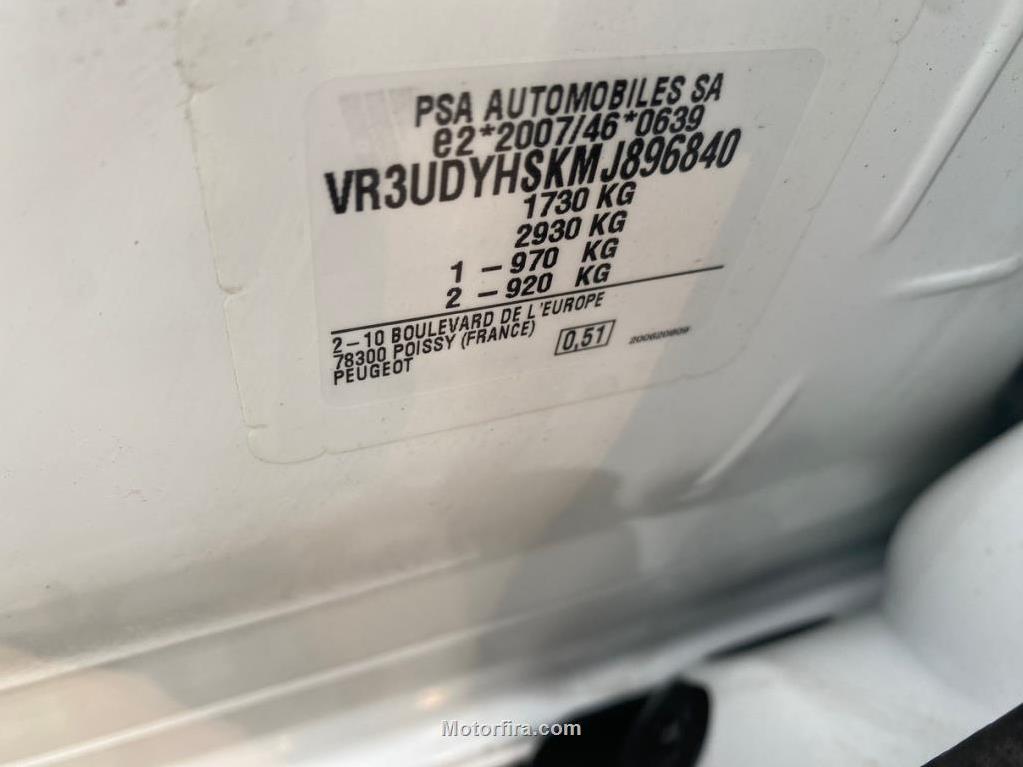 PSA AUTOMOBILES SA
e2*2007/46*0639
VR3UDYHSKMJ896840
1730 KG
2930 KG
1 – 970 KG
2 – 920 KG
2–10 BOULEVARD DE L'EUROPE
78300 POISSY (FRANCE)
PEUGEOT
0,51
200620809
Motorfira.com